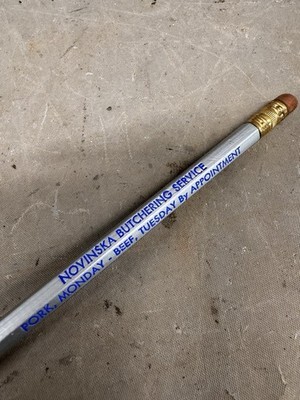 NOVINSKA BUTCHERING SERVICE
PORK, MONDAY - BEEF, TUESDAY By APPOINTMENT